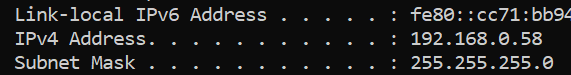 Link-local IPv6 Address . . . . . : fe80::cc71:bb94
IPv4 Address. . . . . . . . . . . : 192.168.0.58
Subnet Mask . . . . . . . . . . . : 255.255.255.0